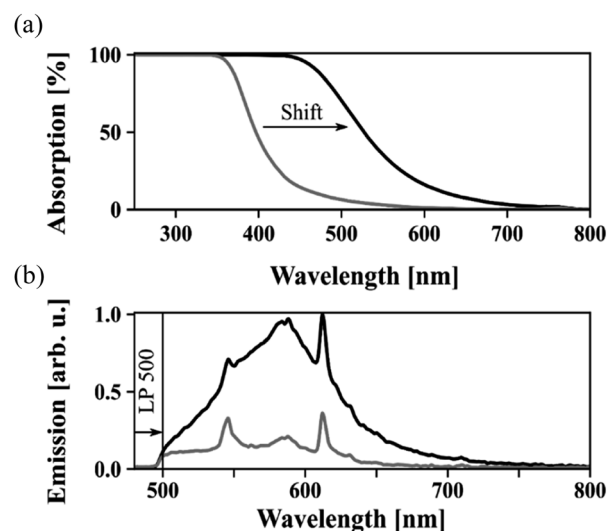 (a)
Absorption [%]
100
50
0
Shift
300 400 500 600 700 800
Wavelength [nm]
(b)
Emission [arb. u.]
1.0
0.5
0.0
LP 500
500 600 700 800
Wavelength [nm]